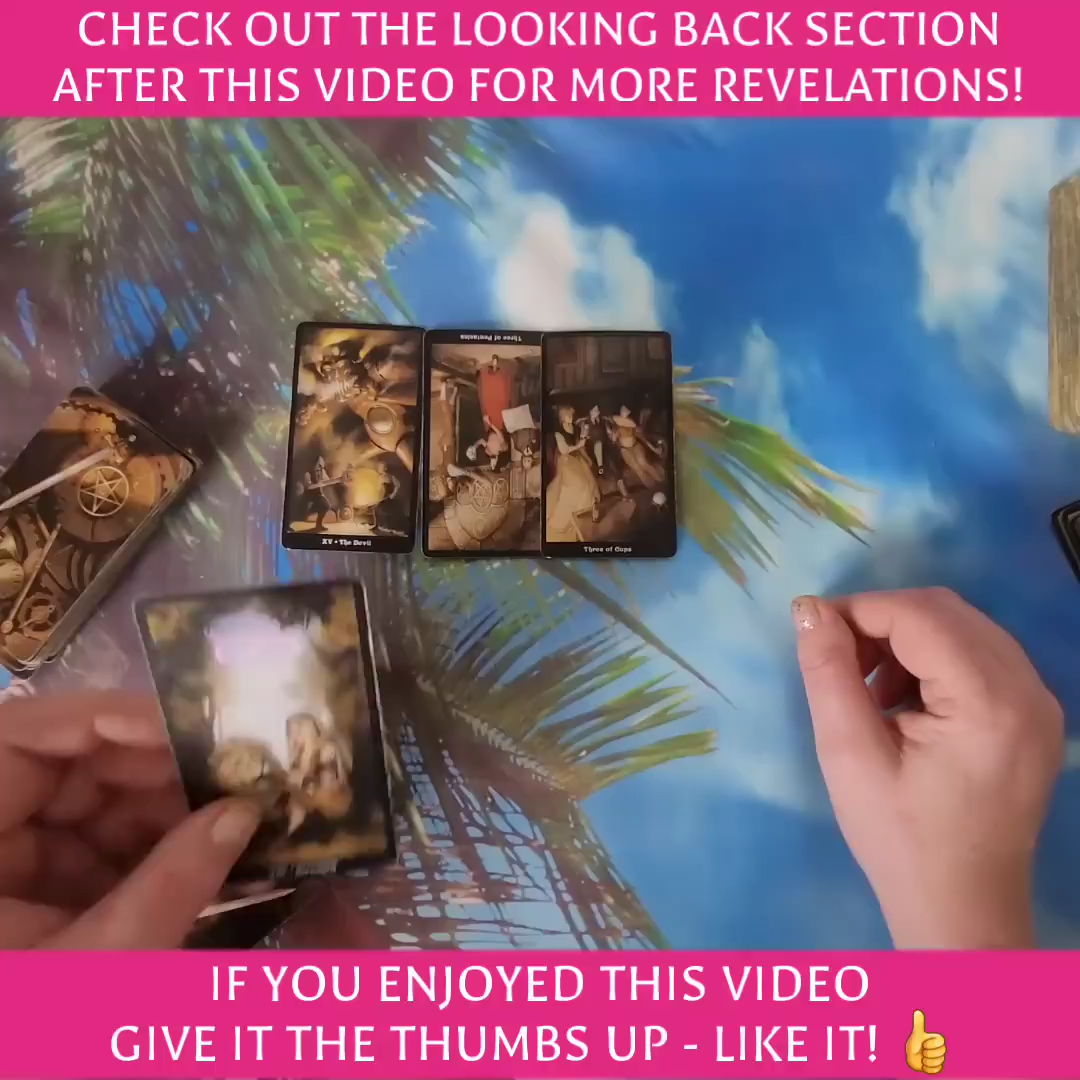 CHECK OUT THE LOOKING BACK SECTION
AFTER THIS VIDEO FOR MORE REVELATIONS!
Three of Pentacles
XV • The Devil
Three of Cups
IF YOU ENJOYED THIS VIDEO
GIVE IT THE THUMBS UP - LIKE IT! 👍